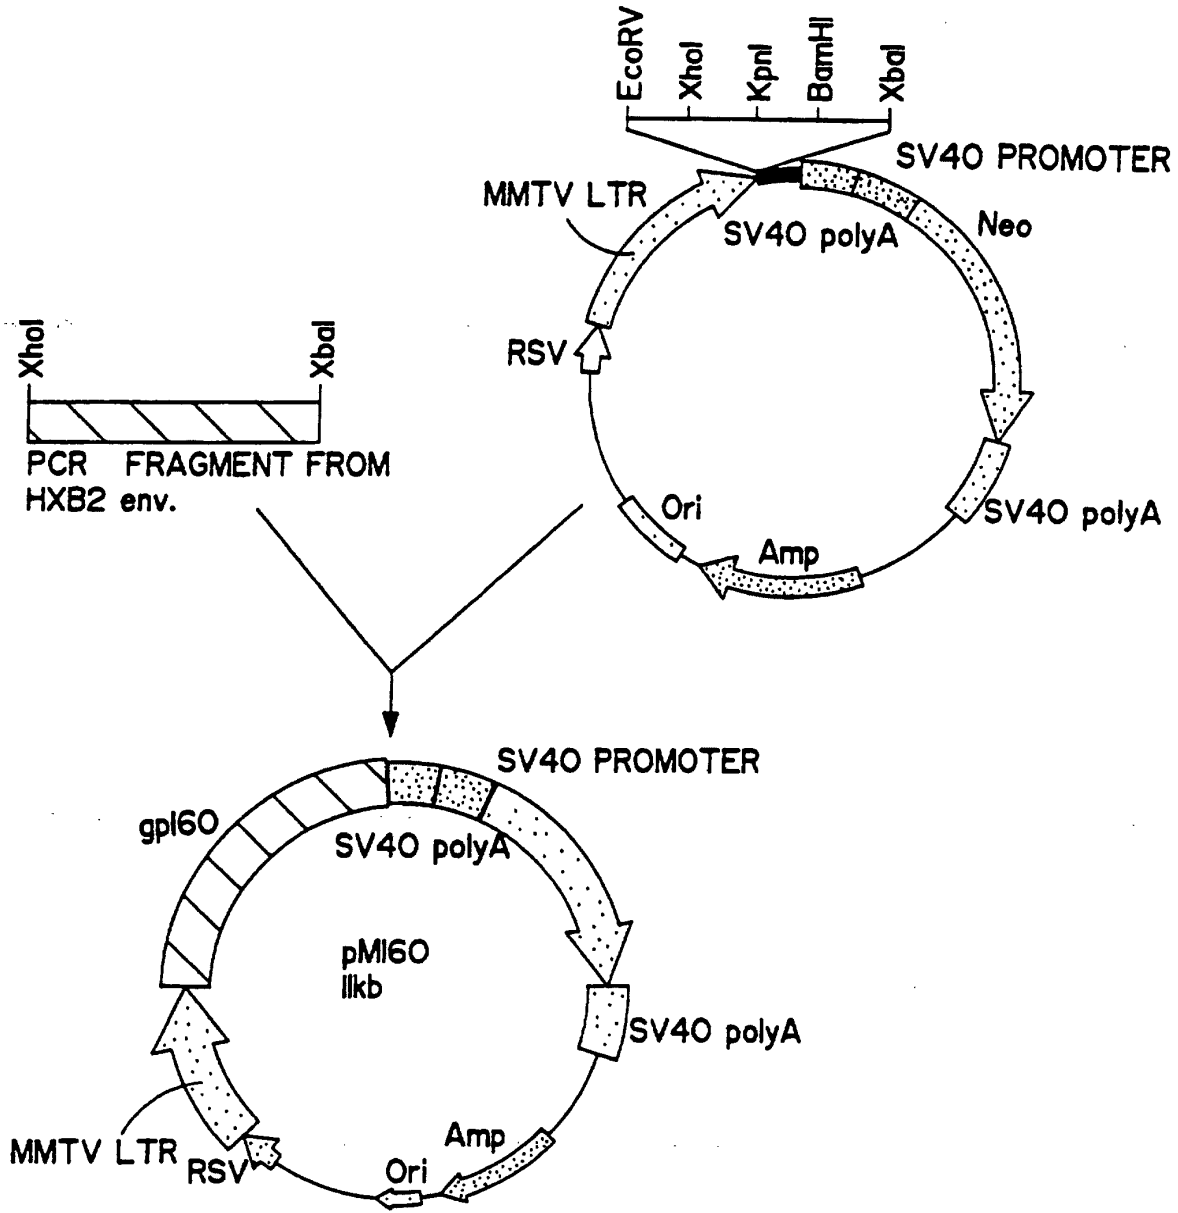 EcoRV
XhoI
KpnI
BamHI
XbaI
SV40 PROMOTER
MMTV LTR
SV40 polyA
Neo
RSV
XhoI
XbaI
PCR FRAGMENT FROM
HXB2 env.
Ori
Amp
SV40 polyA
SV40 PROMOTER
gp160
SV40 polyA
pM160
11kb
SV40 polyA
MMTV LTR
RSV
Ori
Amp